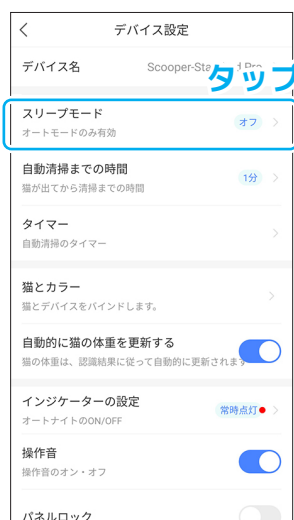 デバイス設定
デバイス名
タップ
スリープモード
オフ
オートモードのみ有効
自動清掃までの時間
1分
猫が出てから清掃までの時間
タイマー
自動清掃のタイマー
猫とカラー
猫とデバイスをバインドします。
自動的に猫の体重を更新する
猫の体重は、認識結果に従って自動的に更新されます
インジケーターの設定
常時点灯
オートナイトのON/OFF
操作音
操作音のオン・オフ
パネルロック